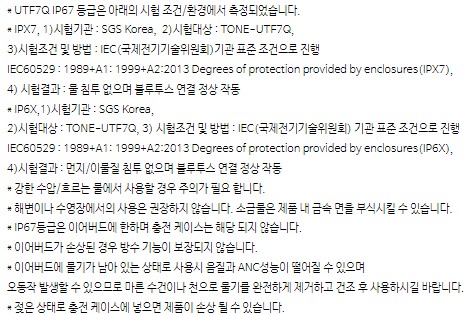 * UTF7Q IP67 등급은 아래의 시험 조건/환경에서 측정되었습니다.
* IPX7, 1)시험기관 : SGS Korea,  2)시험대상 : TONE-UTF7Q,
3)시험조건 및 방법 : IEC(국제전기기술위원회)기관 표준 조건으로 진행
IEC60529 : 1989+A1: 1999+A2:2013 Degrees of protection provided by enclosures(IPX7),
4) 시험결과 : 물 침투 없으며 블루투스 연결 정상 작동
* IP6X,1)시험기관 : SGS Korea,
2)시험대상 : TONE-UTF7Q, 3) 시험조건 및 방법 : IEC(국제전기기술위원회) 기관 표준 조건으로 진행
IEC60529 : 1989+A1: 1999+A2:2013 Degrees of protection provided by enclosures(IP6X),
4)시험결과 : 먼지/이물질 침투 없으며 블루투스 연결 정상 작동
* 강한 수압/흐르는 물에서 사용할 경우 주의가 필요 합니다.
* 해변이나 수영장에서의 사용은 권장하지 않습니다. 소금물은 제품 내 금속 면을 부식시킬 수 있습니다.
* IP67등급은 이어버드에 한하며 충전 케이스는 해당 되지 않습니다.
* 이어버드가 손상된 경우 방수 기능이 보장되지 않습니다.
* 이어버드에 물기가 남아 있는 상태로 사용시 음질과 ANC성능이 떨어질 수 있으며
오동작 발생할 수 있으므로 마른 수건이나 천으로 물기를 완전하게 제거하고 건조 후 사용하시길 바랍니다.
* 젖은 상태로 충전 케이스에 넣으면 제품이 손상 될 수 있습니다.